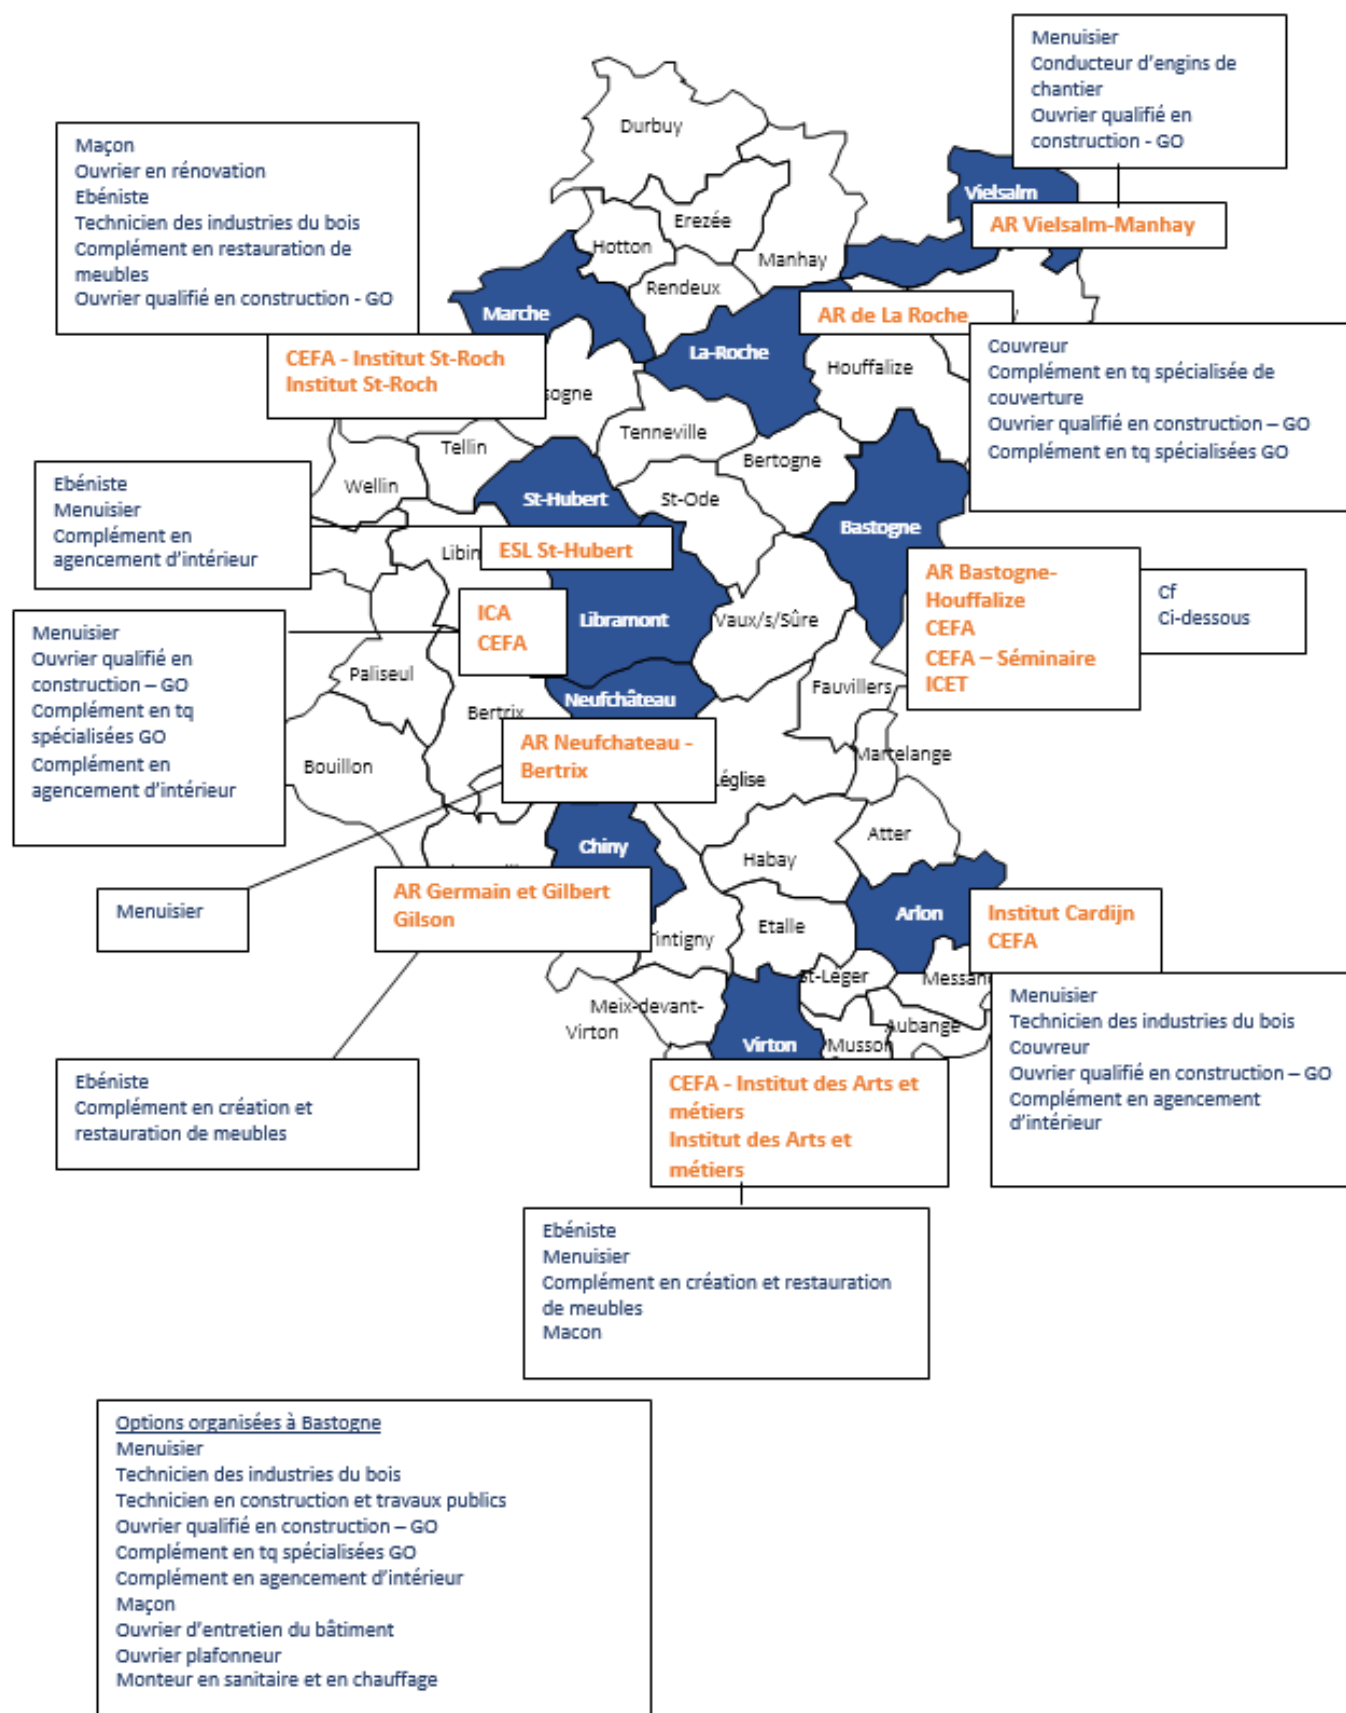 Menuisier
Conducteur d'engins de
chantier
Ouvrier qualifié en
construction - GO
Durbuy
Maçon
Ouvrier en rénovation
Ebéniste
Technicien des industries du bois
Complément en restauration de
meubles
Ouvrier qualifié en construction - GO
Vielsalm
AR Vielsalm-Manhay
Erezée
Hotton
Manhay
Rendeux
Marche
AR de La Roche
La-Roche
CEFA - Institut St-Roch
Institut St-Roch
Houffalize
Couvreur
Complément en tq spécialisée de
couverture
Ouvrier qualifié en construction – GO
Complément en tq spécialisées GO
sogne
Tenneville
Tellin
Bertogne
Wellin
St-Hubert
St-Ode
Bastogne
Ebéniste
Menuisier
Complément en
agencement d'intérieur
Libin
ESL St-Hubert
AR Bastogne-
Houffalize
CEFA
CEFA – Séminaire
ICET
Cf
Ci-dessous
ICA
CEFA
Libramont
Vaux/s/Sûre
Menuisier
Ouvrier qualifié en
construction – GO
Complément en tq
spécialisées GO
Complément en
agencement d'intérieur
Paliseul
Fauvillers
Neufchâteau
Bertrix
AR Neufchateau -
Bertrix
Martelange
Bouillon
Léglise
Atter
Chiny
Habay
Menuisier
AR Germain et Gilbert
Gilson
Arlon
Institut Cardijn
CEFA
Etalle
Tintigny
St-Léger
Messan
Menuisier
Technicien des industries du bois
Couvreur
Ouvrier qualifié en construction – GO
Complément en agencement
d'intérieur
Meix-devant-
Virton
Aubange
Virton
Musson
Ebéniste
Complément en création et
restauration de meubles
CEFA - Institut des Arts et
métiers
Institut des Arts et
métiers
Ebéniste
Menuisier
Complément en création et restauration
de meubles
Macon
Options organisées à Bastogne
Menuisier
Technicien des industries du bois
Technicien en construction et travaux publics
Ouvrier qualifié en construction – GO
Complément en tq spécialisées GO
Complément en agencement d'intérieur
Maçon
Ouvrier d'entretien du bâtiment
Ouvrier plafonneur
Monteur en sanitaire et en chauffage